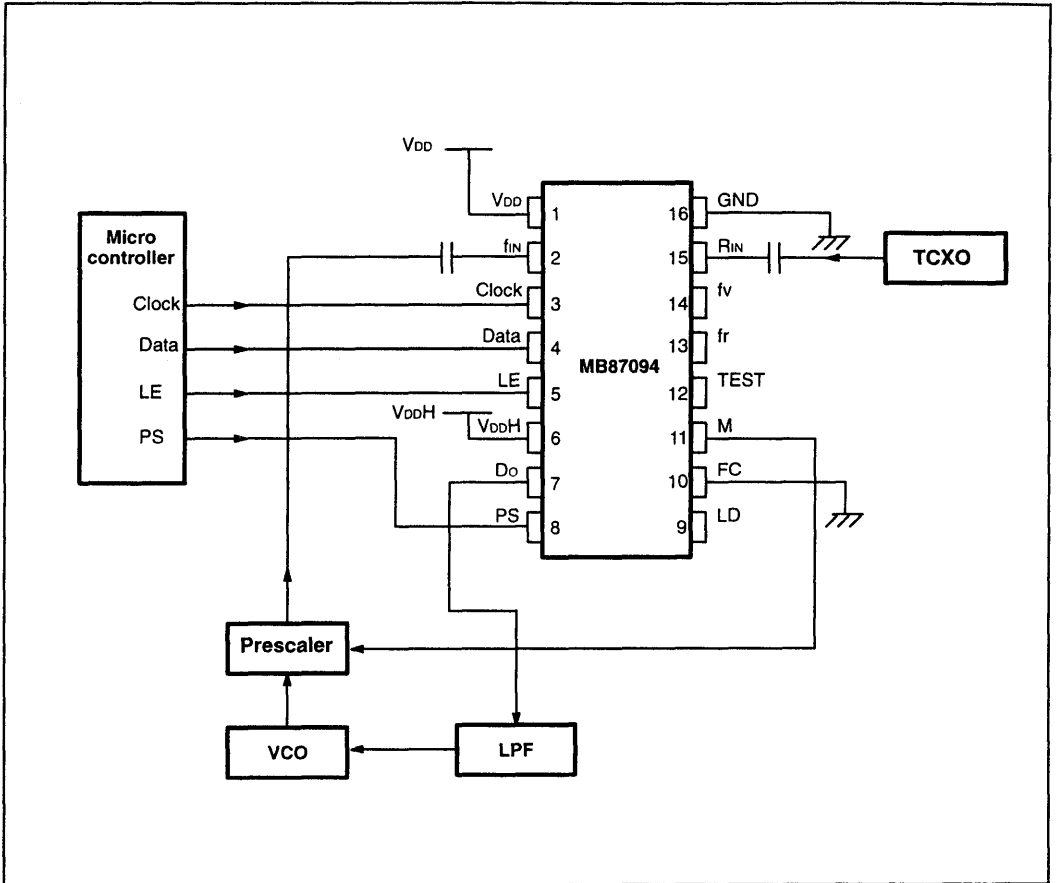 VDD
VDD
1
16
GND
Micro
controller
fIN
2
15
RIN
TCXO
Clock
Clock
3
14
fv
Data
Data
4
13
fr
MB87094
LE
LE
5
12
TEST
VDDH
VDDH
6
11
M
PS
Do
7
10
FC
PS
8
9
LD
Prescaler
VCO
LPF